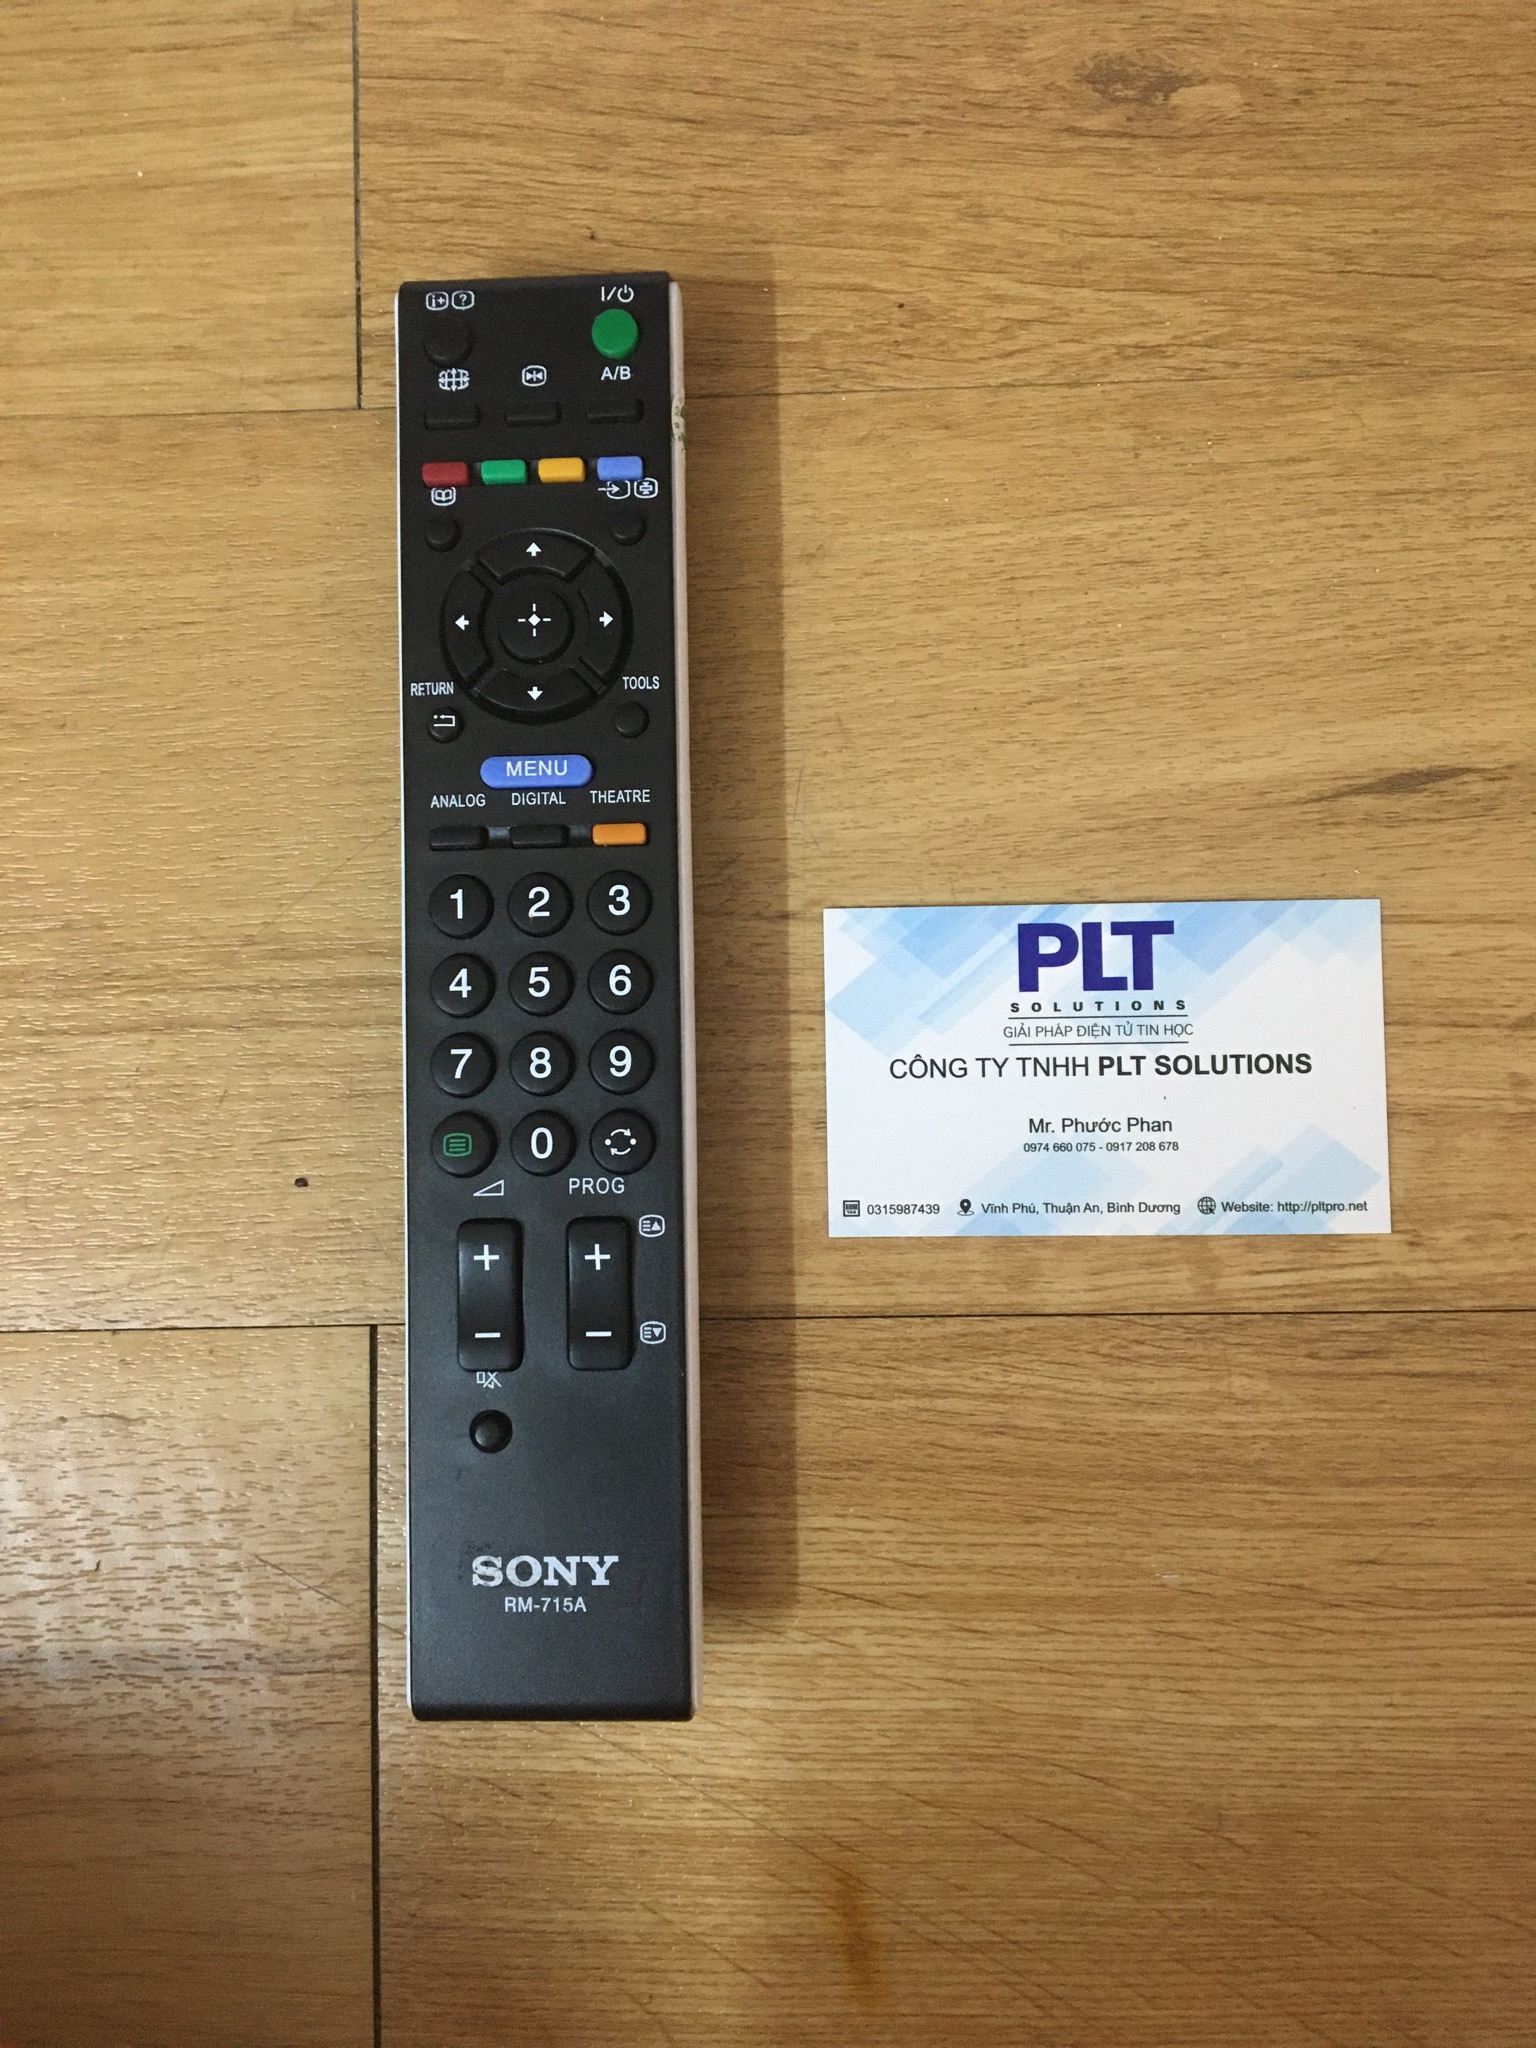 I/⏻
A/B
RETURN
TOOLS
MENU
ANALOG DIGITAL THEATRE
1 2 3
4 5 6
7 8 9
0
PROG
+ +
− −
SONY
RM-715A
PLT
SOLUTIONS
GIẢI PHÁP ĐIỆN TỬ TIN HỌC
CÔNG TY TNHH PLT SOLUTIONS
Mr. Phước Phan
0974 660 075 - 0917 208 678
0315987439 Vĩnh Phú, Thuận An, Bình Dương Website: http://pltpro.net